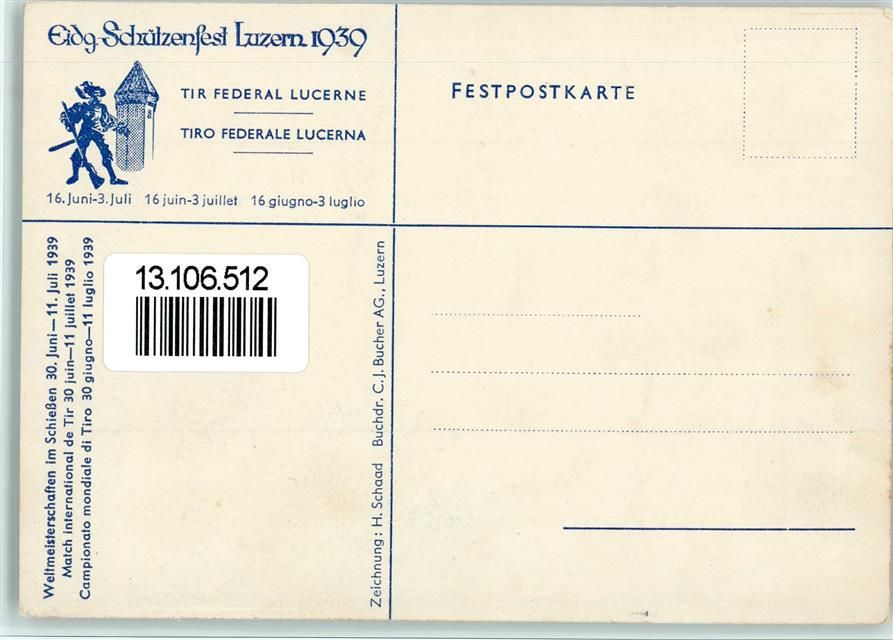 Eidg. Schützenfest Luzern 1939
TIR FEDERAL LUCERNE
TIRO FEDERALE LUCERNA
16. Juni-3. Juli 16 juin-3 juillet 16 giugno-3 luglio
FESTPOSTKARTE
Weltmeisterschaften im Schießen 30. Juni—11. Juli 1939
Match international de Tir 30 juin—11 juillet 1939
Campionato mondiale di Tiro 30 giugno—11 luglio 1939
13.106.512
Zeichnung: H. Schaad Buchdr. C. J. Bucher AG., Luzern